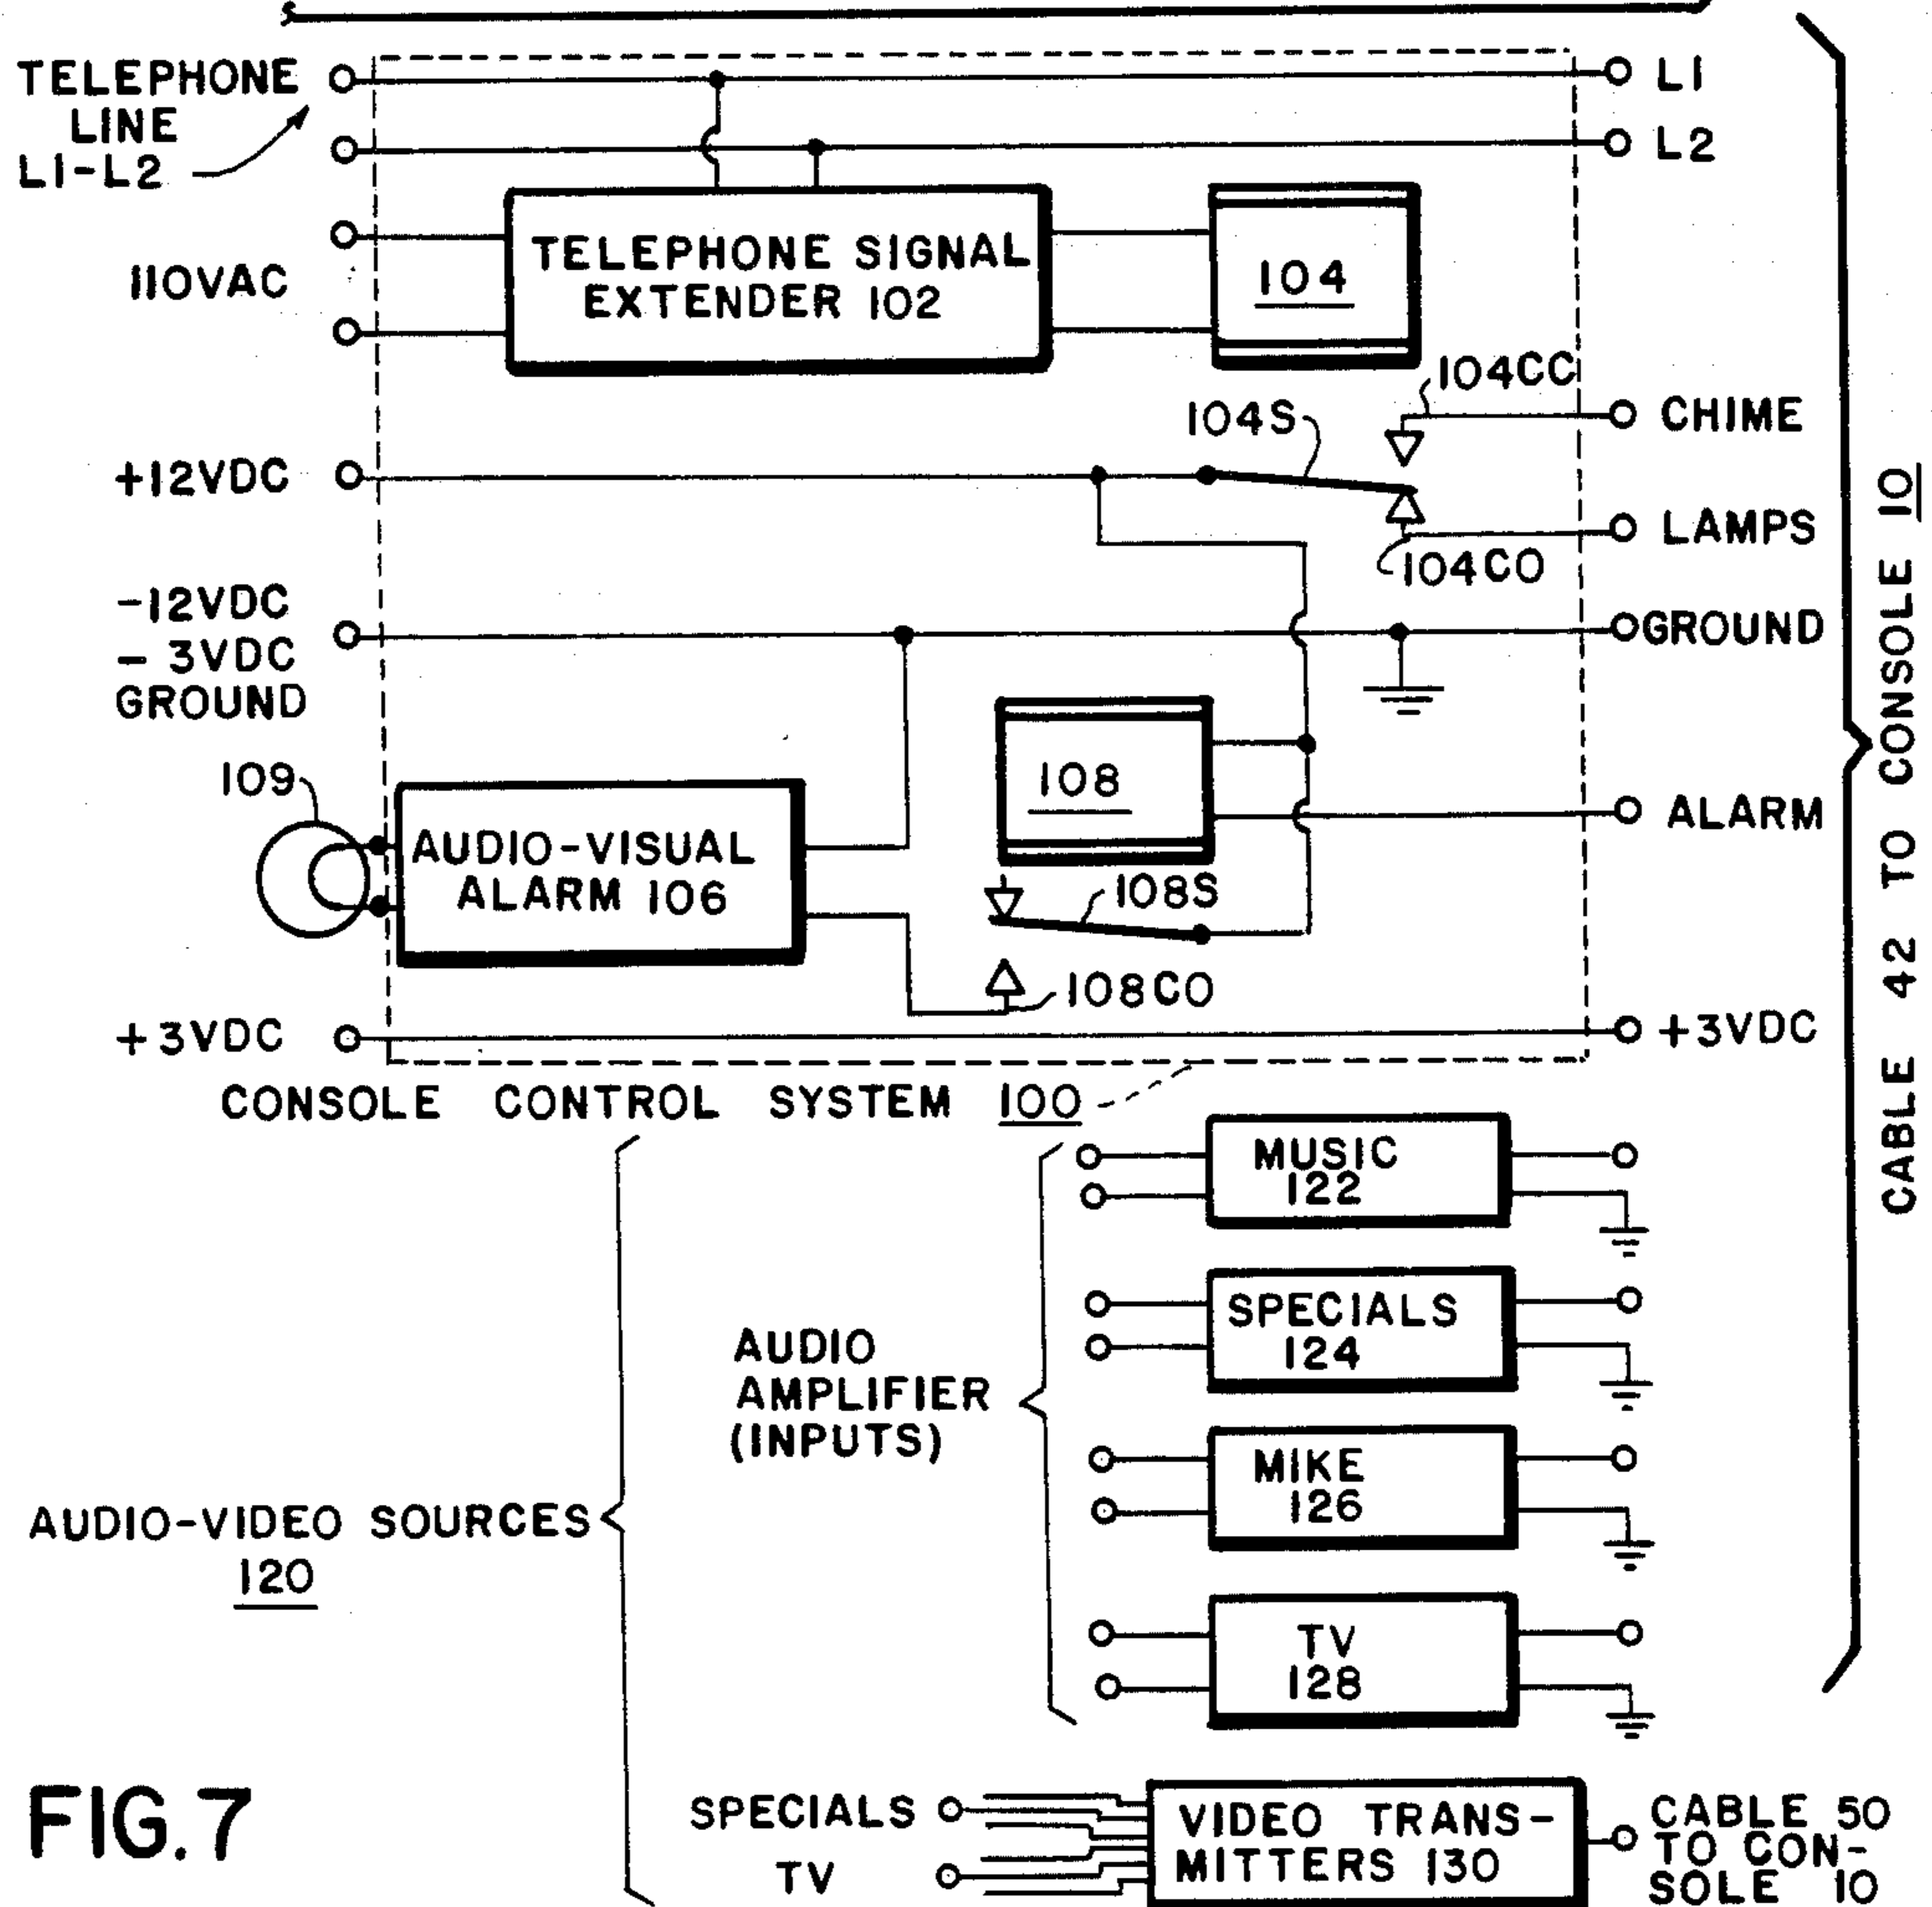 TELEPHONE
LINE
L1-L2
L1
L2
110VAC
TELEPHONE SIGNAL
EXTENDER 102
104
104CC
104S
CHIME
+12VDC
LAMPS
104CO
-12VDC
- 3VDC
GROUND
GROUND
109
108
ALARM
AUDIO-VISUAL
ALARM 106
108S
108CO
+3VDC
+3VDC
CONSOLE CONTROL SYSTEM 100
CABLE 42 TO CONSOLE 10
MUSIC
122
SPECIALS
124
AUDIO
AMPLIFIER
(INPUTS)
MIKE
126
AUDIO-VIDEO SOURCES
120
TV
128
FIG.7
SPECIALS
TV
VIDEO TRANS-
MITTERS 130
CABLE 50
TO CON-
SOLE 10